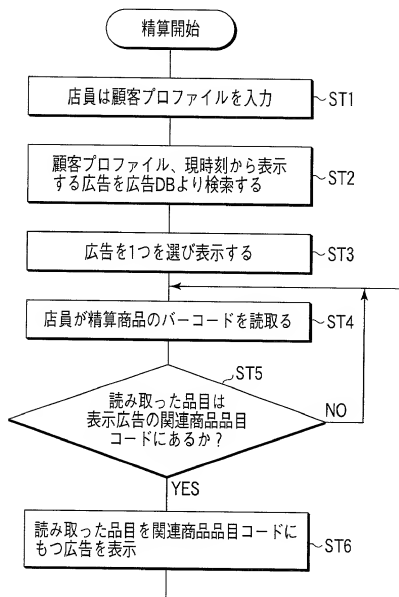 精算開始
店員は顧客プロファイルを入力
ST1
顧客プロファイル、現時刻から表示
する広告を広告DBより検索する
ST2
広告を1つを選び表示する
ST3
店員が精算商品のバーコードを読取る
ST4
ST5
読み取った品目は
表示広告の関連商品品目
コードにあるか?
NO
YES
読み取った品目を関連商品品目コードに
もつ広告を表示
ST6